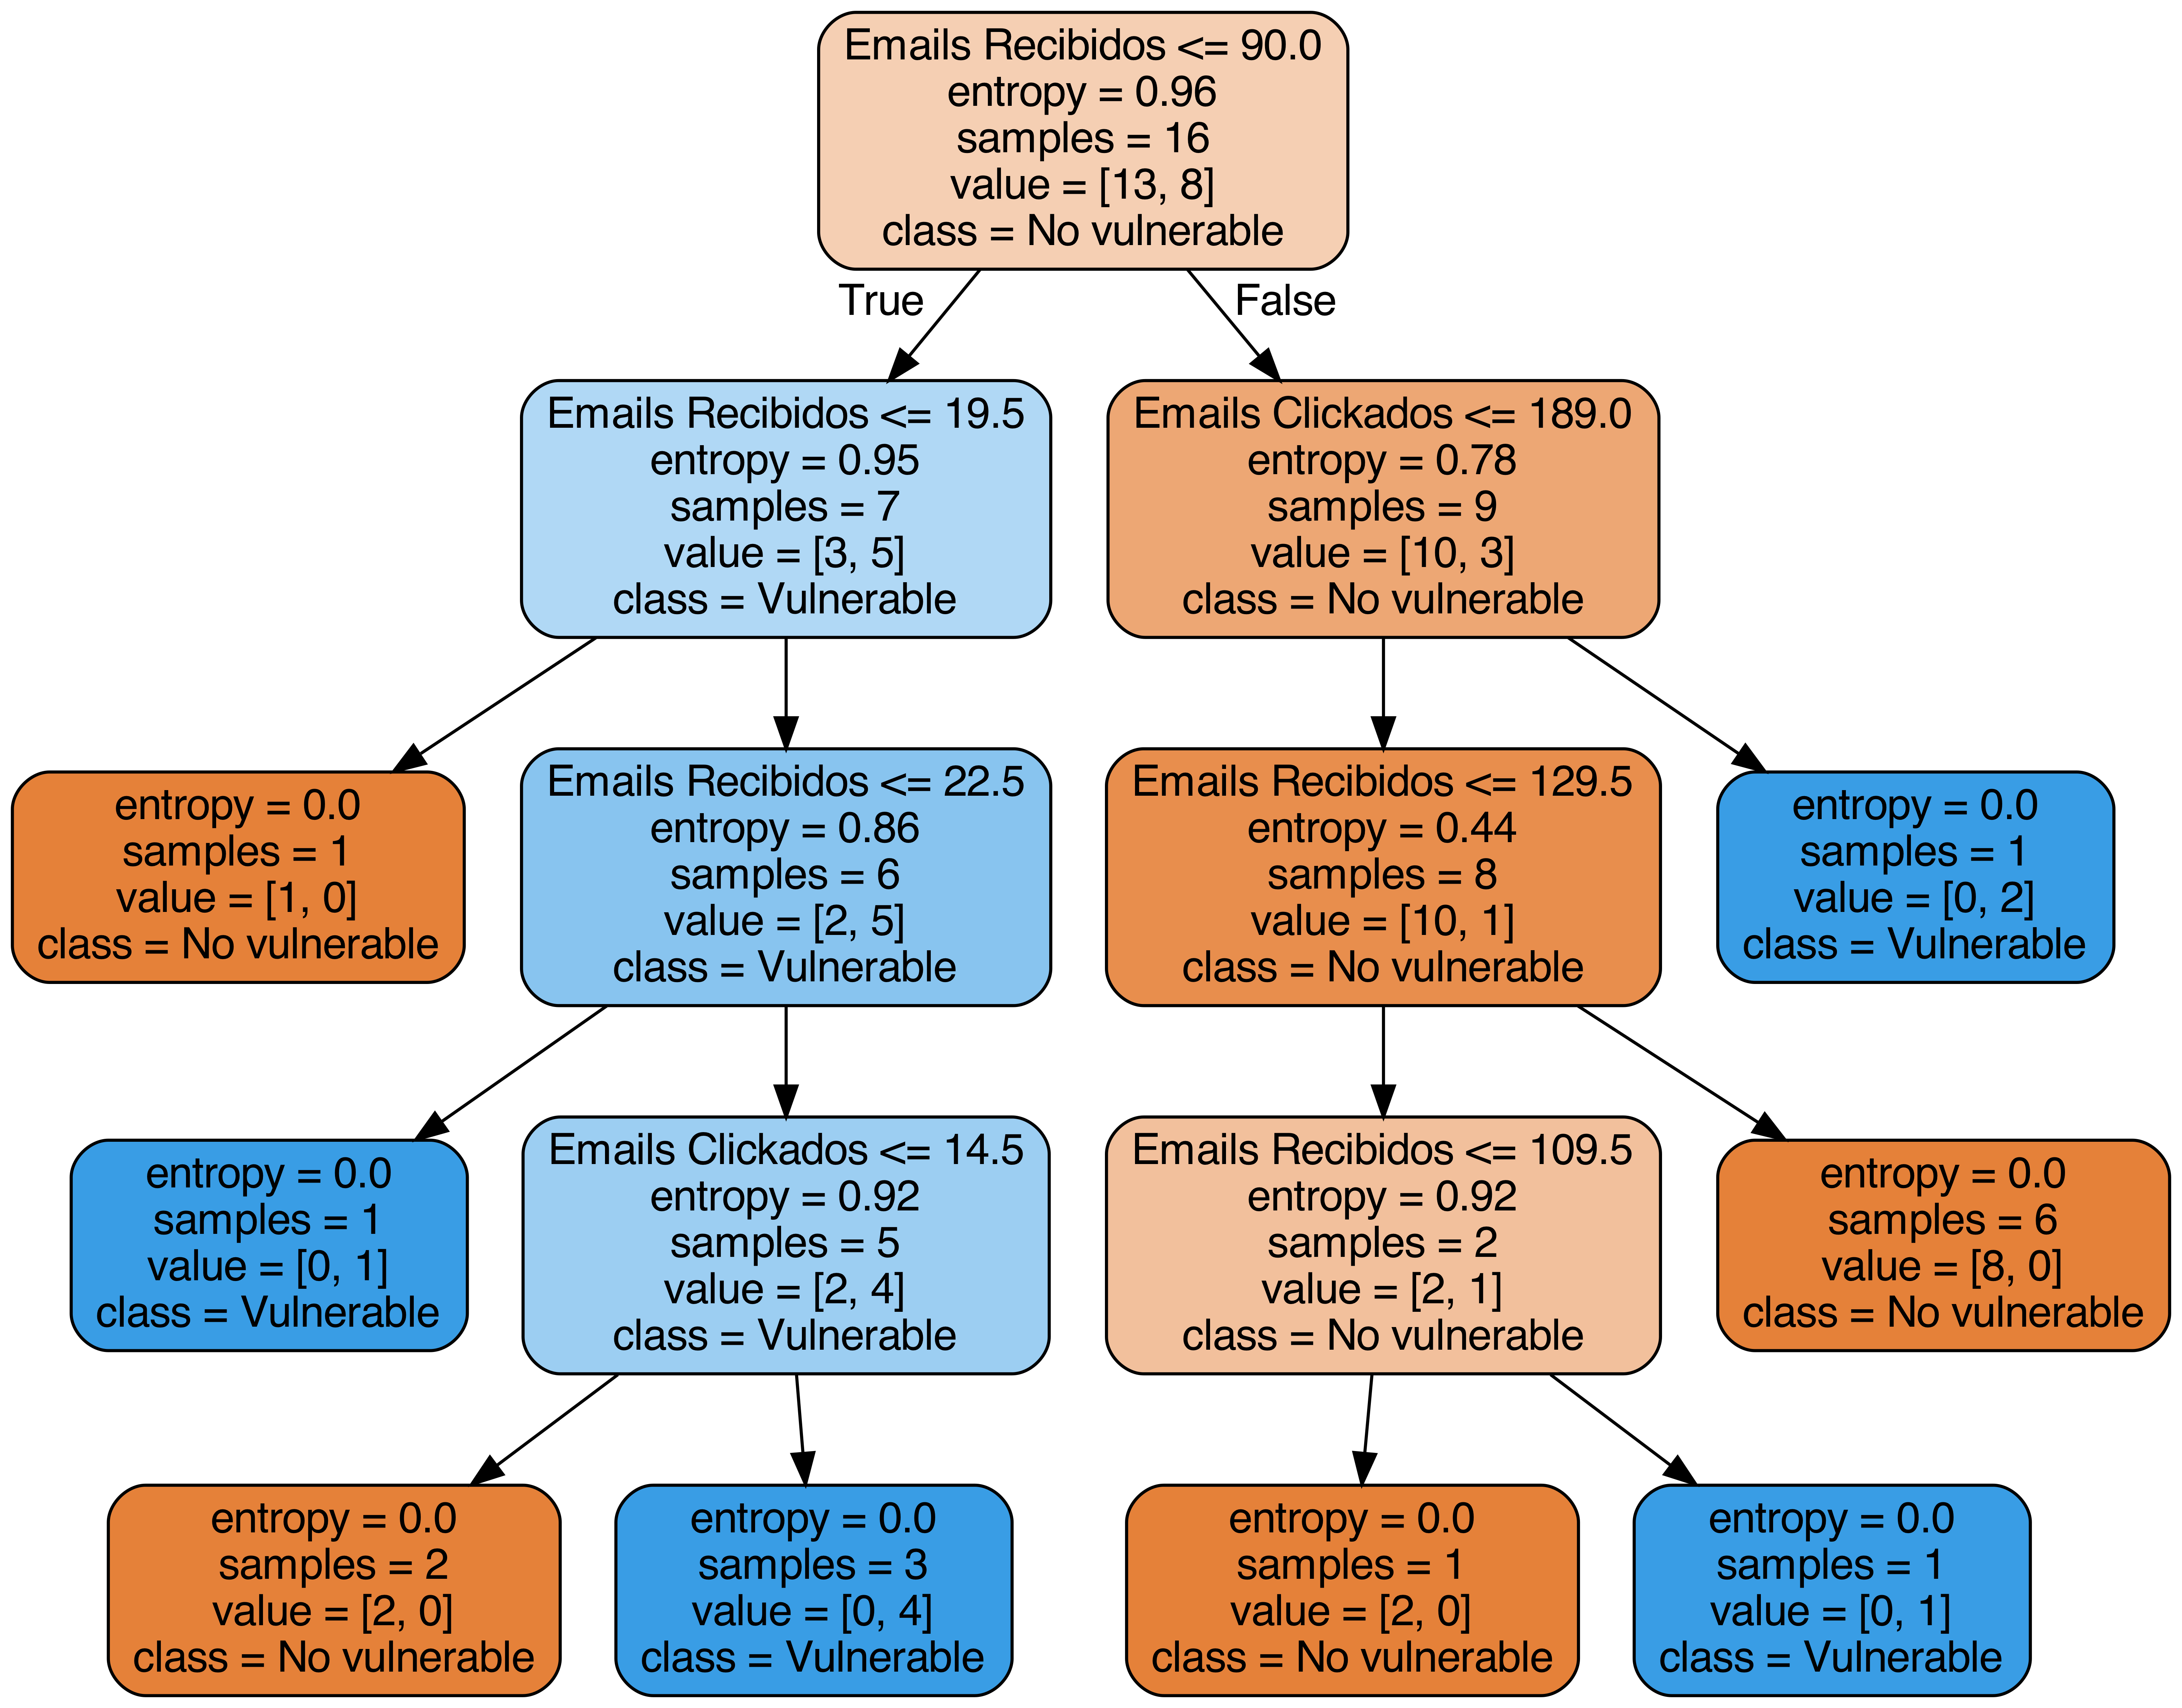 Emails Recibidos <= 90.0
entropy = 0.96
samples = 16
value = [13, 8]
class = No vulnerable
True
False
Emails Recibidos <= 19.5
entropy = 0.95
samples = 7
value = [3, 5]
class = Vulnerable
Emails Clickados <= 189.0
entropy = 0.78
samples = 9
value = [10, 3]
class = No vulnerable
entropy = 0.0
samples = 1
value = [1, 0]
class = No vulnerable
Emails Recibidos <= 22.5
entropy = 0.86
samples = 6
value = [2, 5]
class = Vulnerable
Emails Recibidos <= 129.5
entropy = 0.44
samples = 8
value = [10, 1]
class = No vulnerable
entropy = 0.0
samples = 1
value = [0, 2]
class = Vulnerable
entropy = 0.0
samples = 1
value = [0, 1]
class = Vulnerable
Emails Clickados <= 14.5
entropy = 0.92
samples = 5
value = [2, 4]
class = Vulnerable
Emails Recibidos <= 109.5
entropy = 0.92
samples = 2
value = [2, 1]
class = No vulnerable
entropy = 0.0
samples = 6
value = [8, 0]
class = No vulnerable
entropy = 0.0
samples = 2
value = [2, 0]
class = No vulnerable
entropy = 0.0
samples = 3
value = [0, 4]
class = Vulnerable
entropy = 0.0
samples = 1
value = [2, 0]
class = No vulnerable
entropy = 0.0
samples = 1
value = [0, 1]
class = Vulnerable